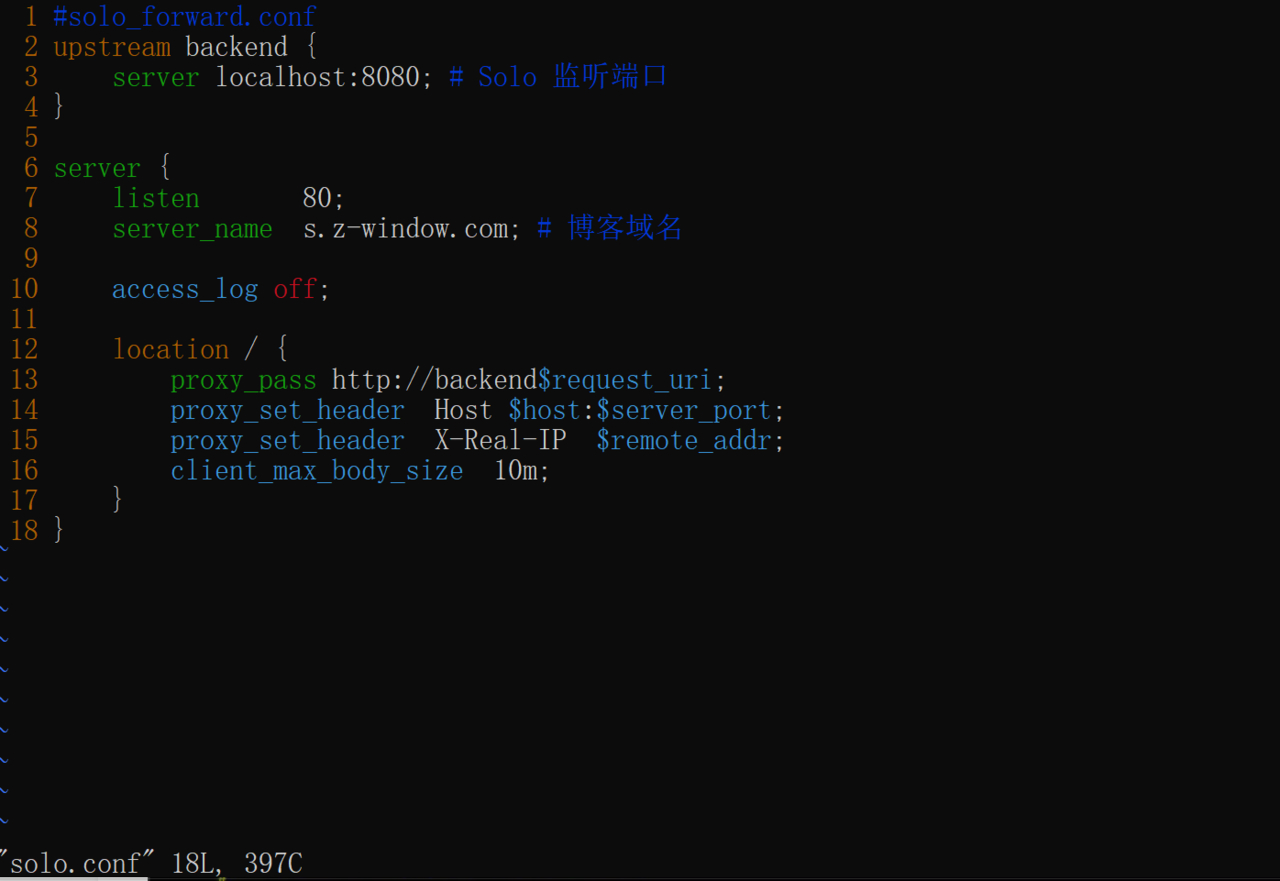 1 #solo_forward.conf
2 upstream backend {
3     server localhost:8080; # Solo 监听端口
4 }
5
6 server {
7     listen       80;
8     server_name  s.z-window.com; # 博客域名
9
10     access_log off;
11
12     location / {
13         proxy_pass http://backend$request_uri;
14         proxy_set_header  Host $host:$server_port;
15         proxy_set_header  X-Real-IP  $remote_addr;
16         client_max_body_size  10m;
17     }
18 }
~
~
~
~
~
~
~
~
~
~
"solo.conf" 18L, 397C